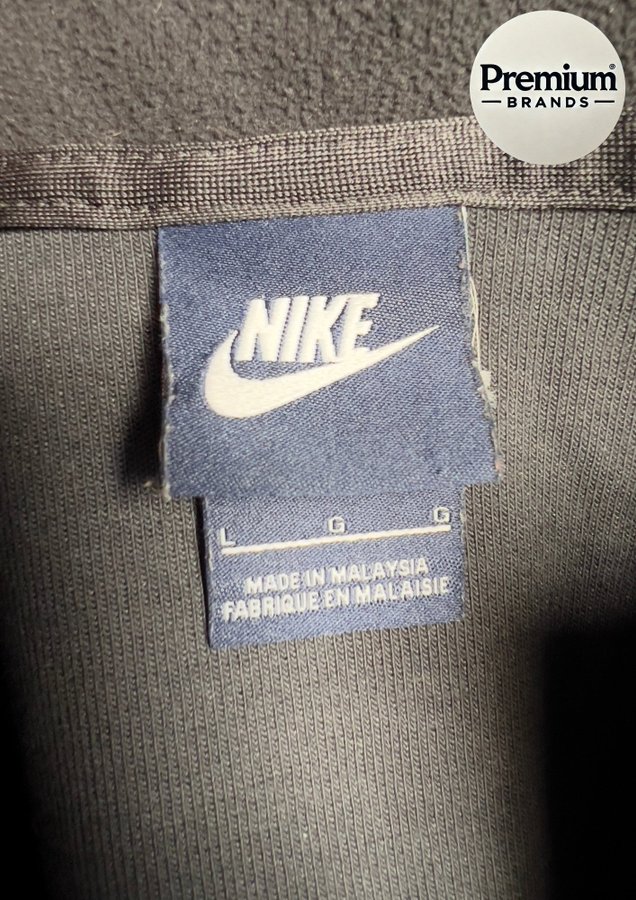 Premium®
BRANDS
NIKE
L G G
MADE IN MALAYSIA
FABRIQUE EN MALAISIE